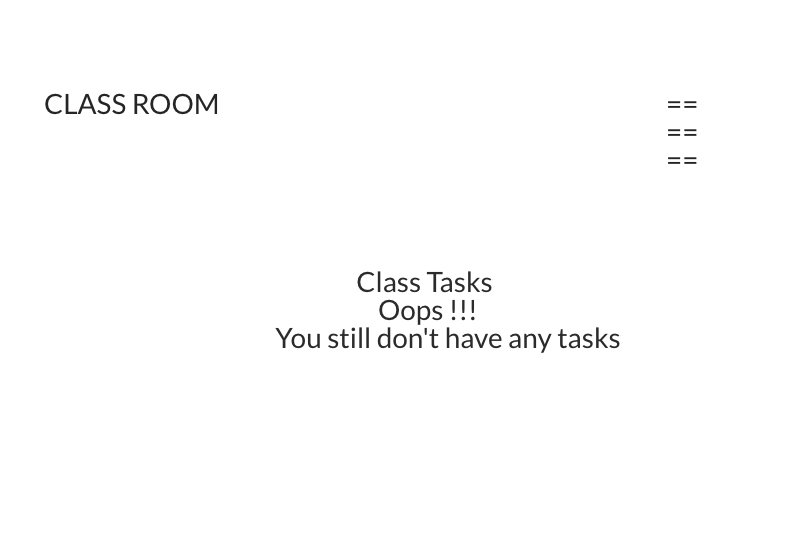 CLASS ROOM
==
==
==
Class Tasks
Oops !!!
You still don't have any tasks